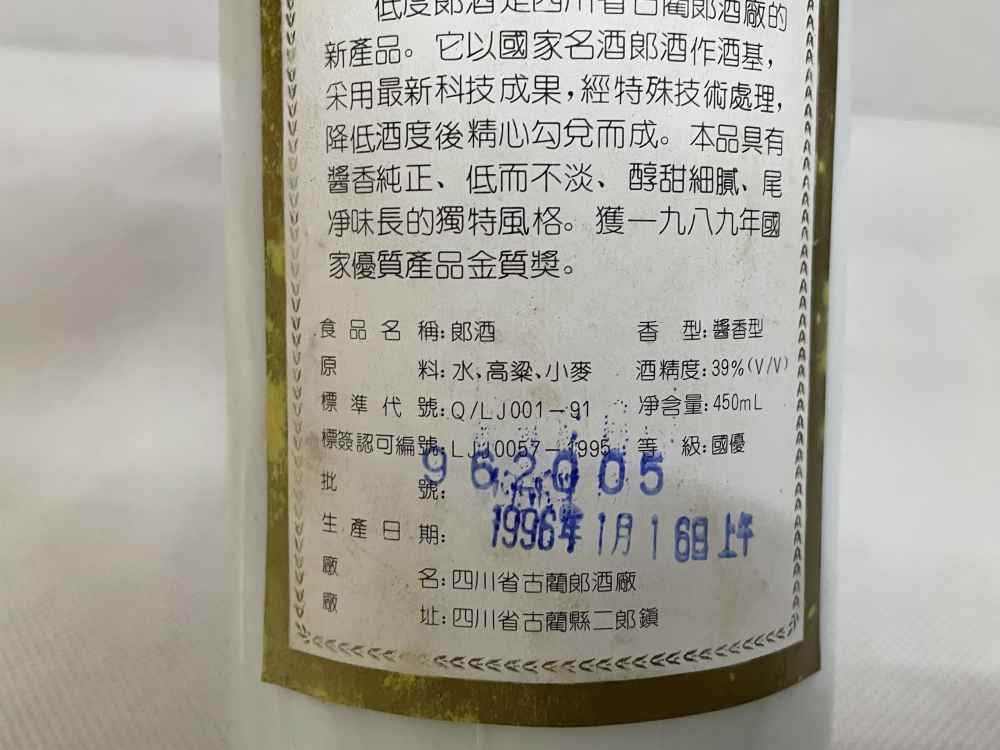 低度郎酒是四川省古藺郎酒廠的
新產品。它以國家名酒郎酒作酒基,
采用最新科技成果,經特殊技術處理,
降低酒度後精心勾兌而成。本品具有
醬香純正、低而不淡、醇甜細膩、尾
净味長的獨特風格。獲一九八九年國
家優質產品金質獎。
食品名稱:郎酒 香型:醬香型
原料:水、高粱、小麥 酒精度:39%(V/V)
標準代號:Q/LJ001-91 净含量:450mL
標簽認可編號:LJJ0057-1995 等級:國優
批號: 962005
生產日期: 1996年1月16日上午
廠名:四川省古藺郎酒廠
廠址:四川省古藺縣二郎鎮